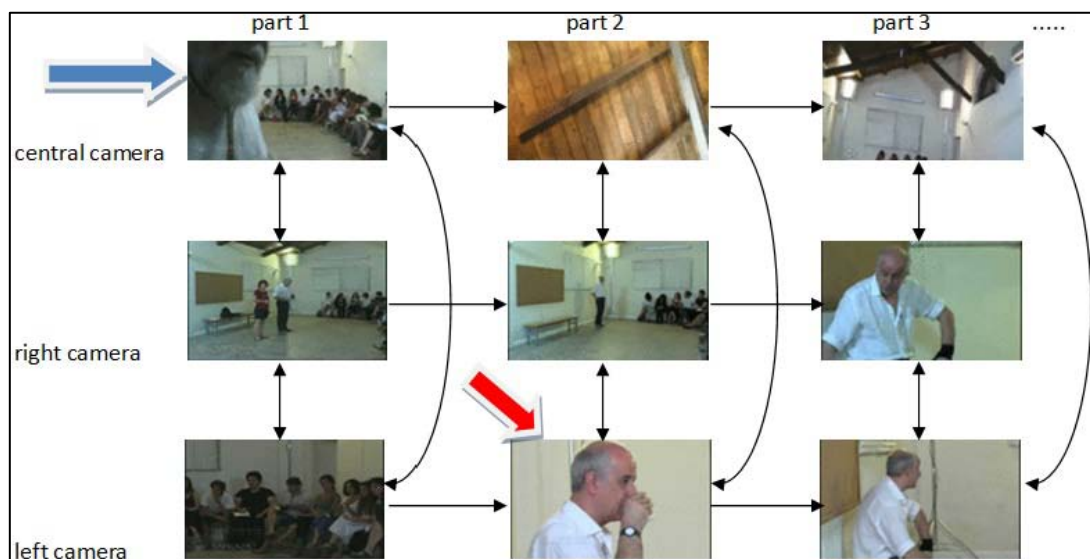 part 1 part 2 part 3 .....
central camera
right camera
left camera